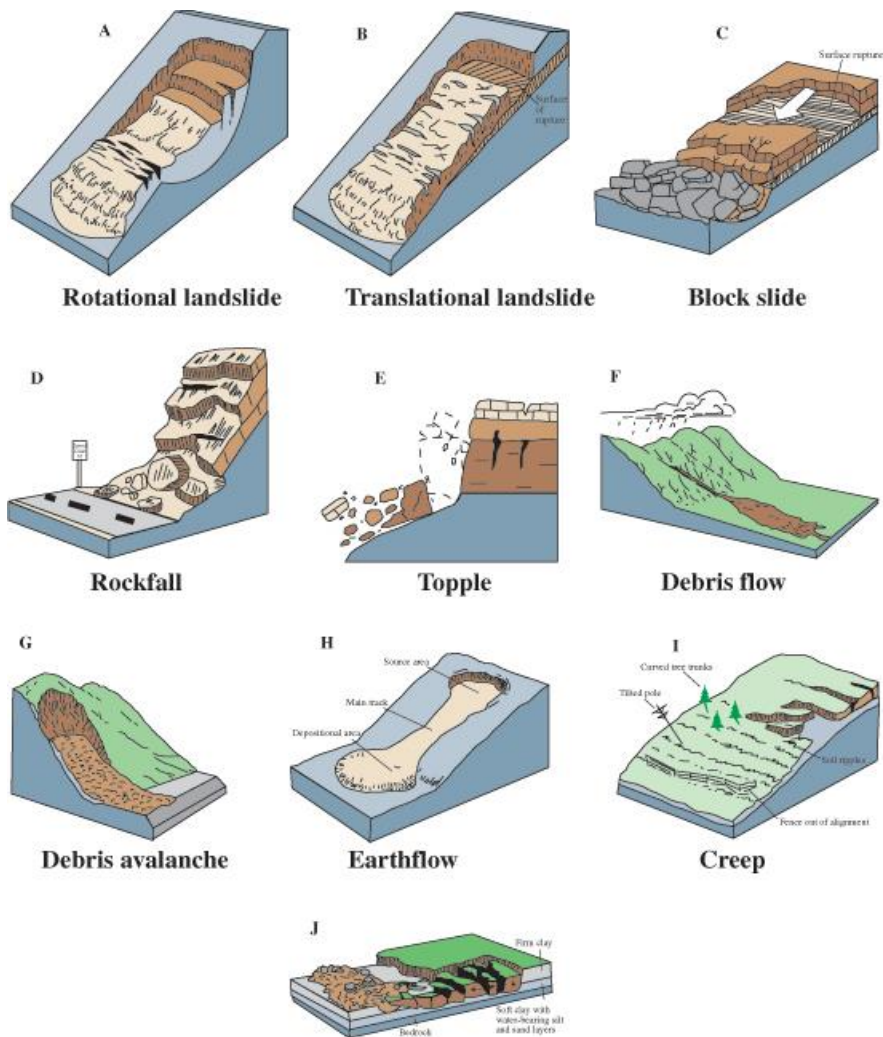 A
B
C
Surface rupture
Surface
of
rupture
Rotational landslide
Translational landslide
Block slide
D
E
F
Rockfall
Topple
Debris flow
G
H
I
Source area
Main track
Depositional area
Curved tree trunks
Tilted pole
Soil ripples
Fence out of alignment
Debris avalanche
Earthflow
Creep
J
Firm clay
Soft clay with
water-bearing silt
and sand layers
Bedrock